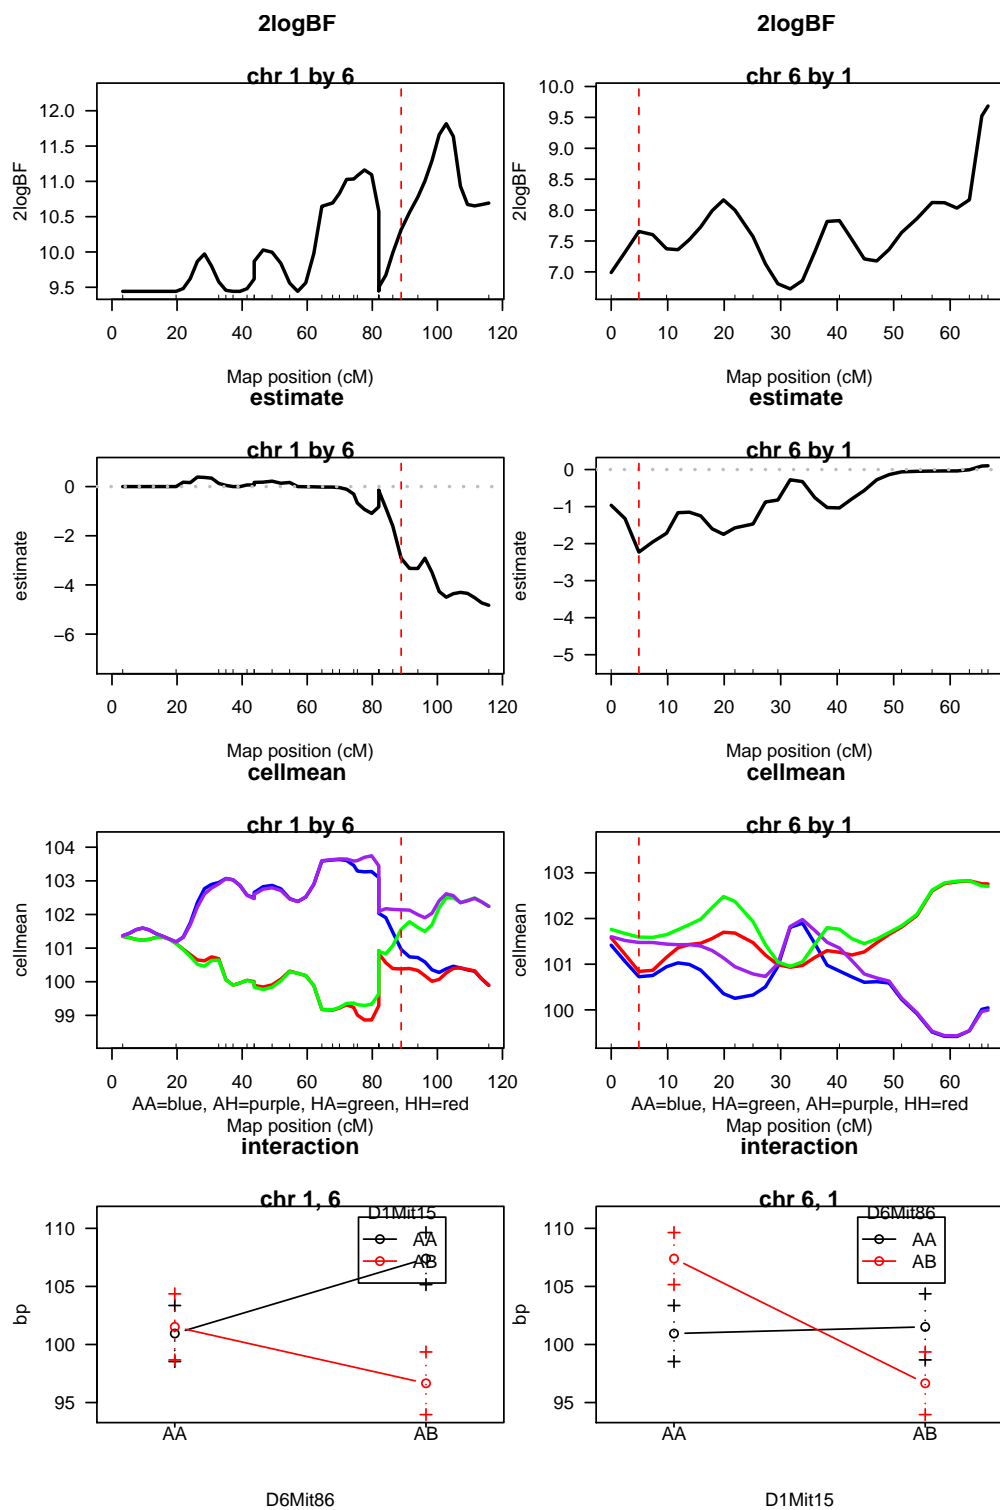 2logBF
chr 1 by 6
2logBF
12.0
11.5
11.0
10.5
10.0
9.5
0 20 40 60 80 100 120
Map position (cM)
2logBF
chr 6 by 1
2logBF
10.0
9.5
9.0
8.5
8.0
7.5
7.0
0 10 20 30 40 50 60
Map position (cM)
estimate
chr 1 by 6
estimate
0
−2
−4
−6
0 20 40 60 80 100 120
Map position (cM)
estimate
chr 6 by 1
estimate
0
−1
−2
−3
−4
−5
0 10 20 30 40 50 60
Map position (cM)
cellmean
chr 1 by 6
cellmean
104
103
102
101
100
99
0 20 40 60 80 100 120
AA=blue, AH=purple, HA=green, HH=red
Map position (cM)
cellmean
chr 6 by 1
cellmean
103
102
101
100
0 10 20 30 40 50 60
AA=blue, HA=green, AH=purple, HH=red
Map position (cM)
interaction
chr 1, 6
bp
110
105
100
95
D1Mit15
AA
AB
AA AB
D6Mit86
interaction
chr 6, 1
bp
110
105
100
95
D6Mit86
AA
AB
AA AB
D1Mit15